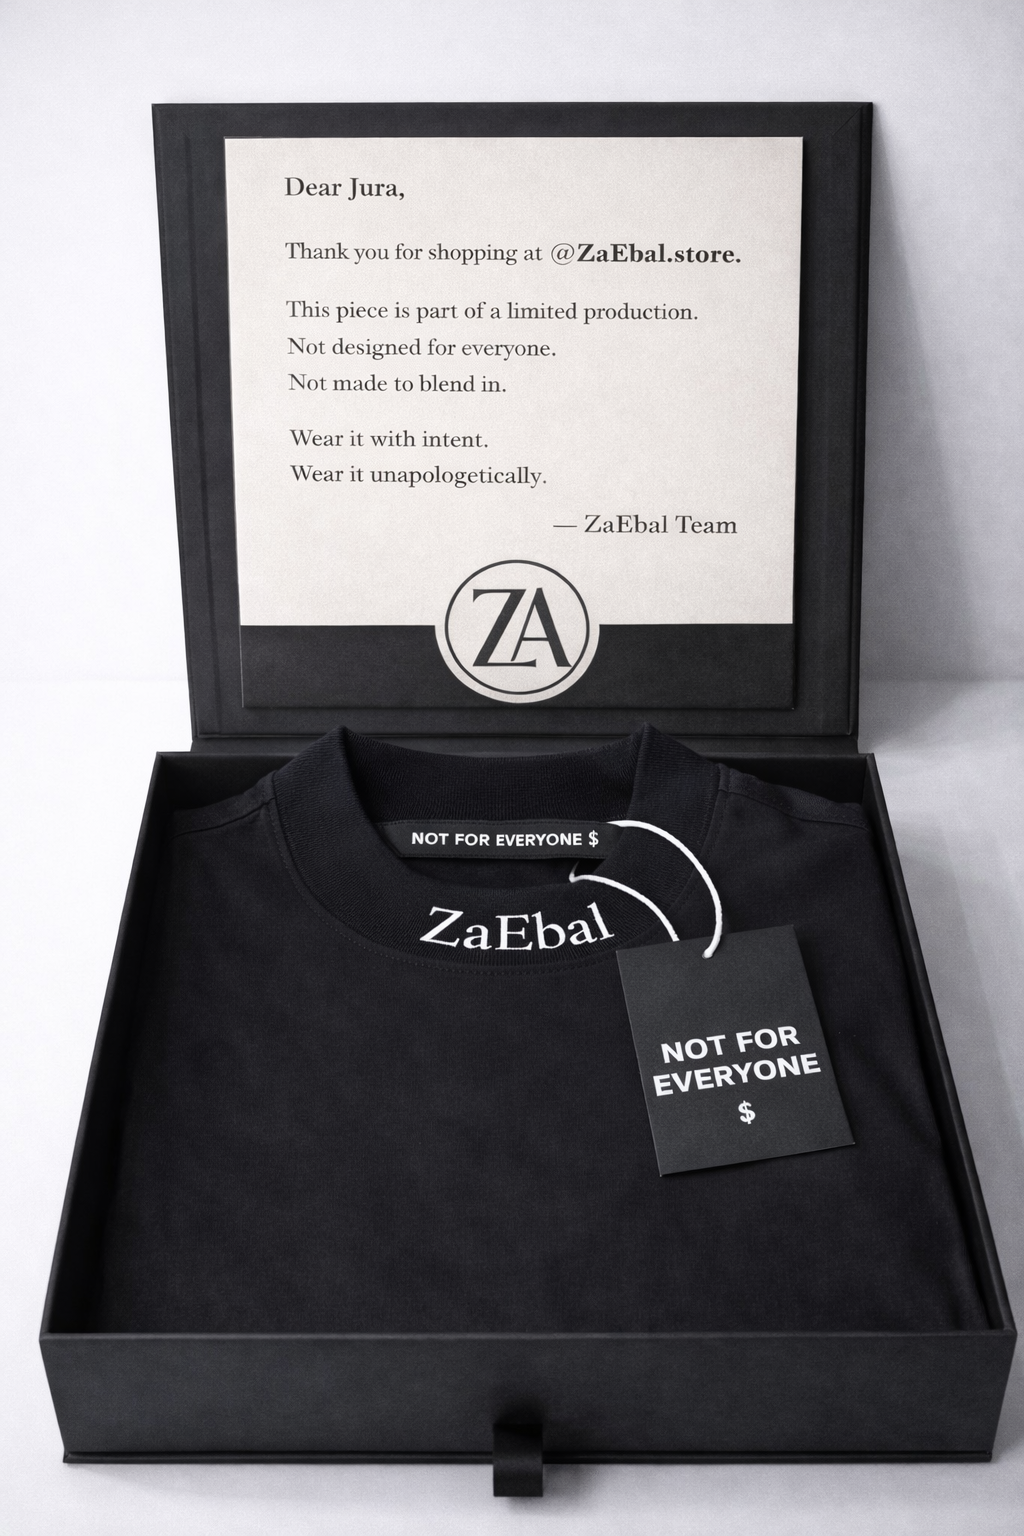 Dear Jura,
Thank you for shopping at @ZaEbal.store.
This piece is part of a limited production.
Not designed for everyone.
Not made to blend in.
Wear it with intent.
Wear it unapologetically.
— ZaEbal Team
ZA
NOT FOR EVERYONE $
ZaEbal
NOT FOR
EVERYONE
$